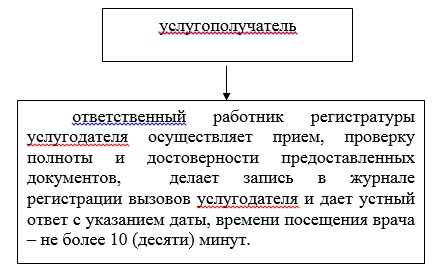 услугополучатель
ответственный работник регистратуры
услугодателя осуществляет прием, проверку
полноты и достоверности предоставленных
документов, делает запись в журнале
регистрации вызовов услугодателя и дает устный
ответ с указанием даты, времени посещения врача
– не более 10 (десяти) минут.